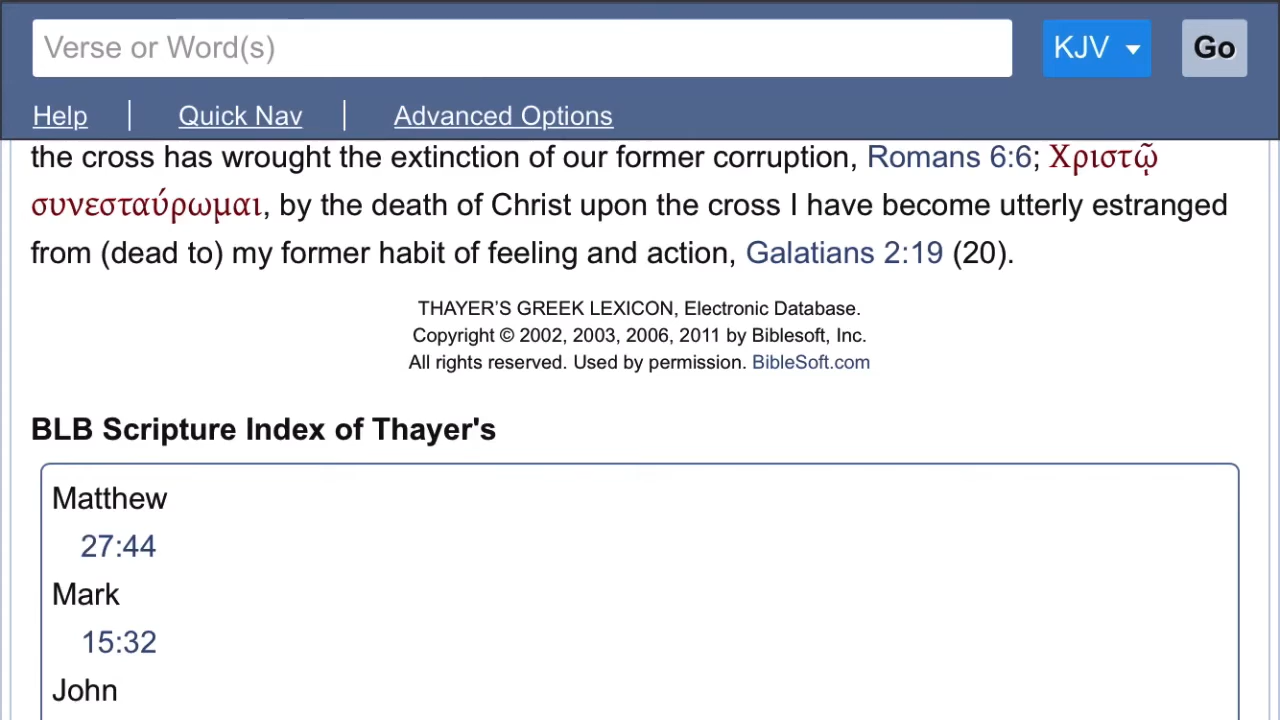 Verse or Word(s)
KJV
Go
Help
Quick Nav
Advanced Options
the cross has wrought the extinction of our former corruption, Romans 6:6; Χριστῷ
συνεσταύρωμαι, by the death of Christ upon the cross I have become utterly estranged
from (dead to) my former habit of feeling and action, Galatians 2:19 (20).
THAYER’S GREEK LEXICON, Electronic Database.
Copyright © 2002, 2003, 2006, 2011 by Biblesoft, Inc.
All rights reserved. Used by permission. BibleSoft.com
BLB Scripture Index of Thayer's
Matthew
27:44
Mark
15:32
John